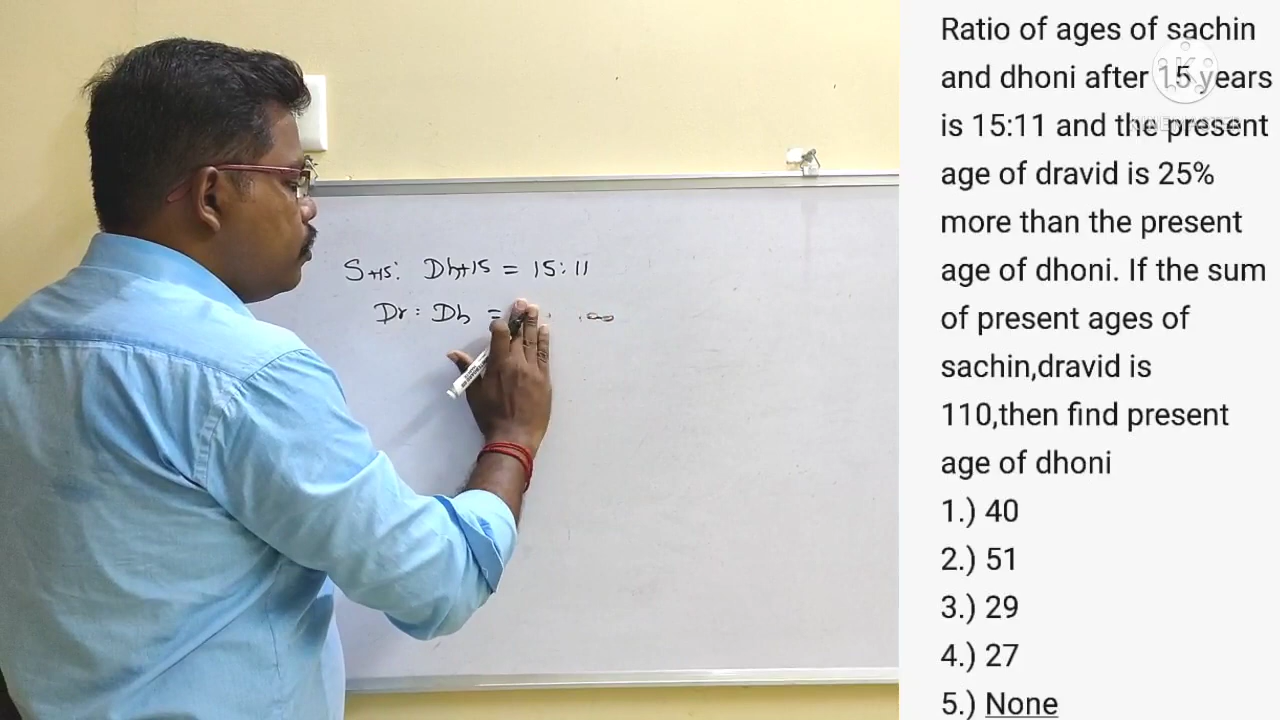 S+15: Dh+15 = 15:11
Dr: Dh =
Ratio of ages of sachin
and dhoni after 15 years
is 15:11 and the present
age of dravid is 25%
more than the present
age of dhoni. If the sum
of present ages of
sachin,dravid is
110,then find present
age of dhoni
1.) 40
2.) 51
3.) 29
4.) 27
5.) None
K
KINEMASTER